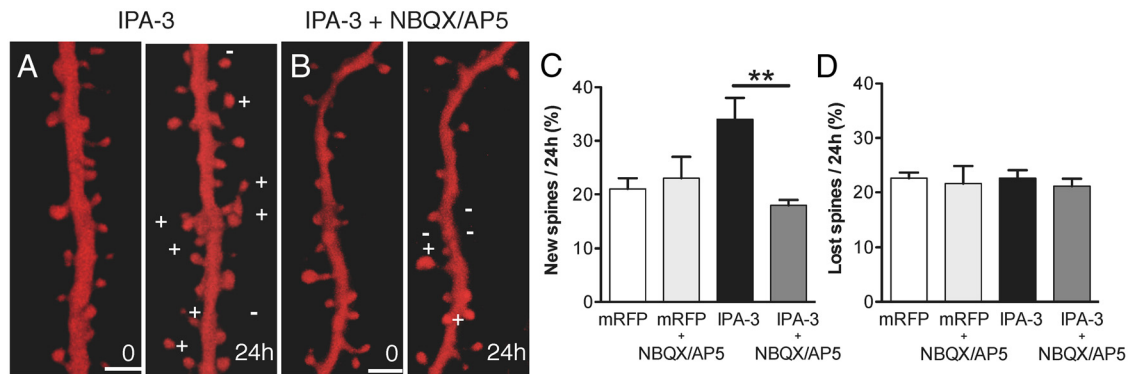 IPA-3
IPA-3 + NBQX/AP5
A
0
-
+
+
+
+
+
+
-
+
24h
B
0
-
-
-
+
+
24h
C
New spines / 24h (%)
40
30
20
10
0
**
mRFP
mRFP
+
NBQX/AP5
IPA-3
IPA-3
+
NBQX/AP5
D
Lost spines / 24h (%)
40
30
20
10
0
mRFP
mRFP
+
NBQX/AP5
IPA-3
IPA-3
+
NBQX/AP5